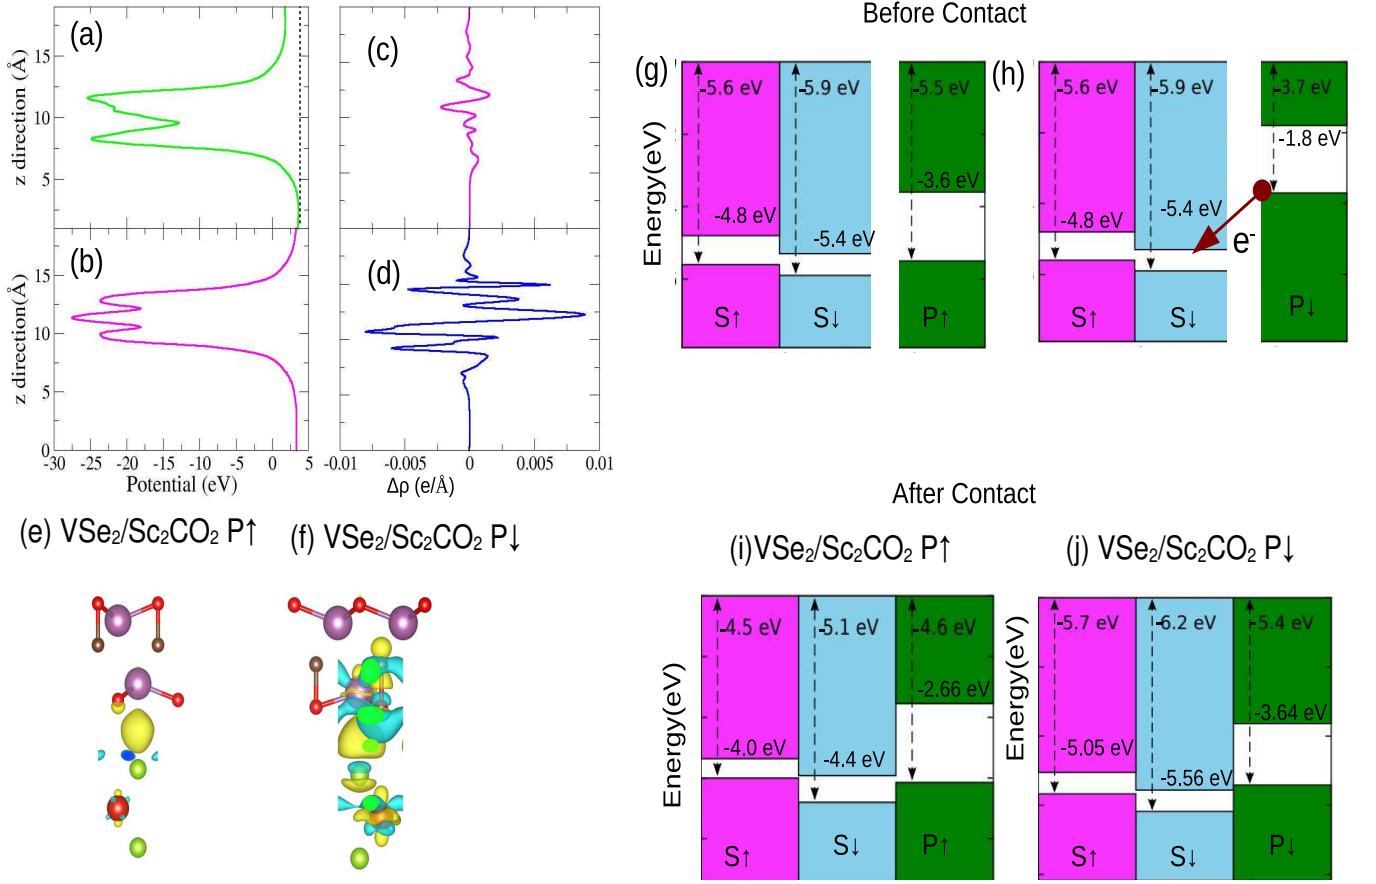 (a)
z direction (Å)
15
10
5
(b)
z direction(Å)
15
10
5
0
-30 -25 -20 -15 -10 -5 0 5
Potential (eV)
(c)
(d)
-0.01 -0.005 0 0.005 0.01
Δρ (e/Å)
(e) VSe₂/Sc₂CO₂ P↑
(f) VSe₂/Sc₂CO₂ P↓
Before Contact
(g)
Energy(eV)
-5.6 eV
-5.9 eV
-5.5 eV
-3.6 eV
-4.8 eV
-5.4 eV
S↑
S↓
P↑
(h)
-5.6 eV
-5.9 eV
-3.7 eV
-1.8 eV
-4.8 eV
-5.4 eV
e⁻
S↑
S↓
P↓
After Contact
(i)VSe₂/Sc₂CO₂ P↑
Energy(eV)
-4.5 eV
-5.1 eV
-4.6 eV
-2.66 eV
-4.0 eV
-4.4 eV
S↑
S↓
P↑
(j) VSe₂/Sc₂CO₂ P↓
Energy(eV)
-5.7 eV
-6.2 eV
-5.4 eV
-3.64 eV
-5.05 eV
-5.56 eV
S↑
S↓
P↓